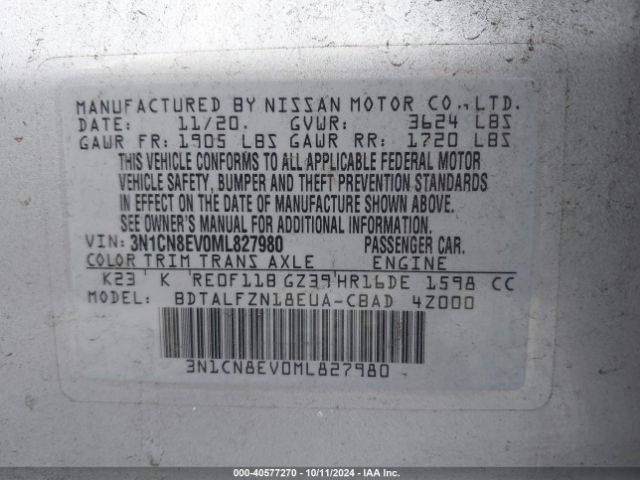 MANUFACTURED BY NISSAN MOTOR CO., LTD.
DATE: 11/20. GVWR: 3624 LBS
GAWR FR: 1905 LBS GAWR RR: 1720 LBS
THIS VEHICLE CONFORMS TO ALL APPLICABLE FEDERAL MOTOR
VEHICLE SAFETY, BUMPER AND THEFT PREVENTION STANDARDS
IN EFFECT ON THE DATE OF MANUFACTURE SHOWN ABOVE.
SEE OWNER'S MANUAL FOR ADDITIONAL INFORMATION.
VIN: 3N1CN8EV0ML827980 PASSENGER CAR.
COLOR TRIM TRANS AXLE ENGINE
K23 K RE0F11B GZ39 HR16DE 1598 CC
MODEL: BDTALFZN18EUA-CBAD 4Z000
3N1CN8EV0ML827980
000-40577270 - 10/11/2024 - IAA Inc.